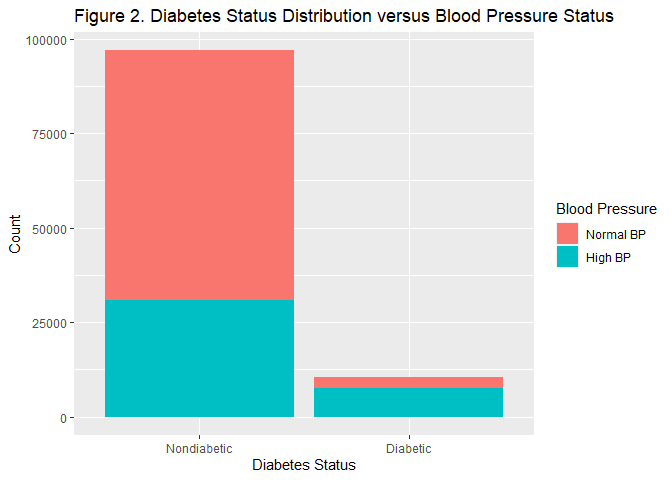 Figure 2. Diabetes Status Distribution versus Blood Pressure Status
100000
75000
50000
25000
0
Count
Nondiabetic
Diabetic
Diabetes Status
Blood Pressure
Normal BP
High BP